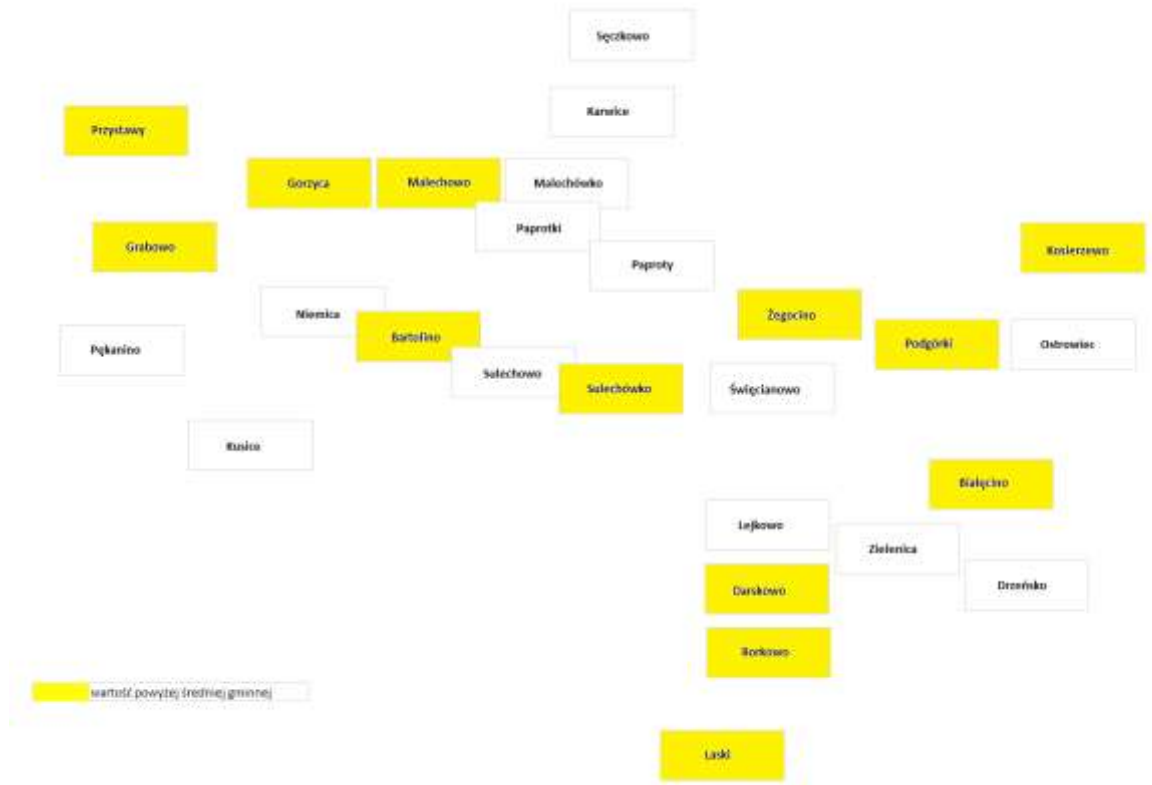 Sęczkowo
Karwice
Przystawy
Gorzyca
Malechowo
Malechówko
Paprotki
Grabowo
Paproty
Kosierzewo
Niemica
Żegocino
Bartolino
Podgórki
Ostrowiec
Pękanino
Sulechowo
Sulechówko
Święcianowo
Kusice
Białęcino
Lejkowo
Zielenica
Drzeńsko
Darskowo
Borkowo
wartość powyżej średniej gminnej
Laski